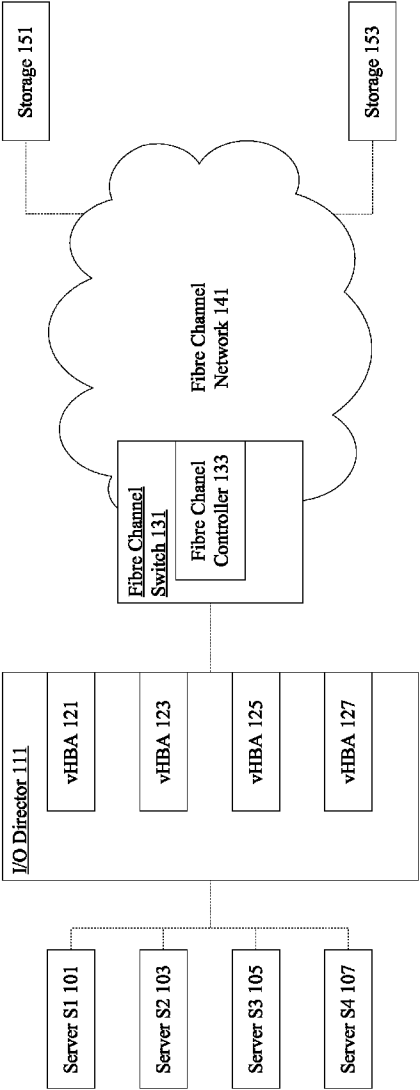 Server S1 101
Server S2 103
Server S3 105
Server S4 107
I/O Director 111
vHBA 121
vHBA 123
vHBA 125
vHBA 127
Fibre Channel
Switch 131
Fibre Chanel
Controller 133
Fibre Channel
Network 141
Storage 151
Storage 153